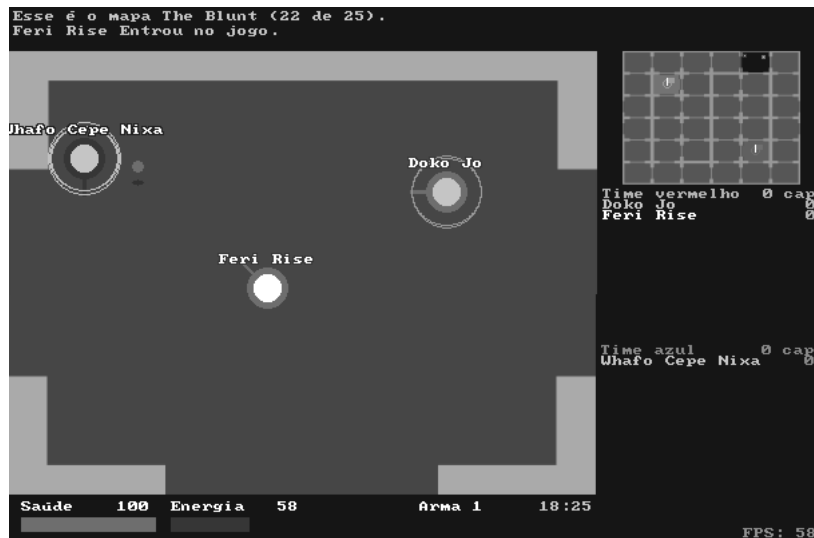 Esse é o mapa The Blunt (22 de 25).
Feri Rise Entrou no jogo.
Whafo Cepe Nixa
Doko Jo
Feri Rise
Time vermelho 0 cap
Doko Jo 0
Feri Rise 0
Time azul 0 cap
Whafo Cepe Nixa 0
Saúde 100 Energia 58 Arma 1 18:25
FPS: 58